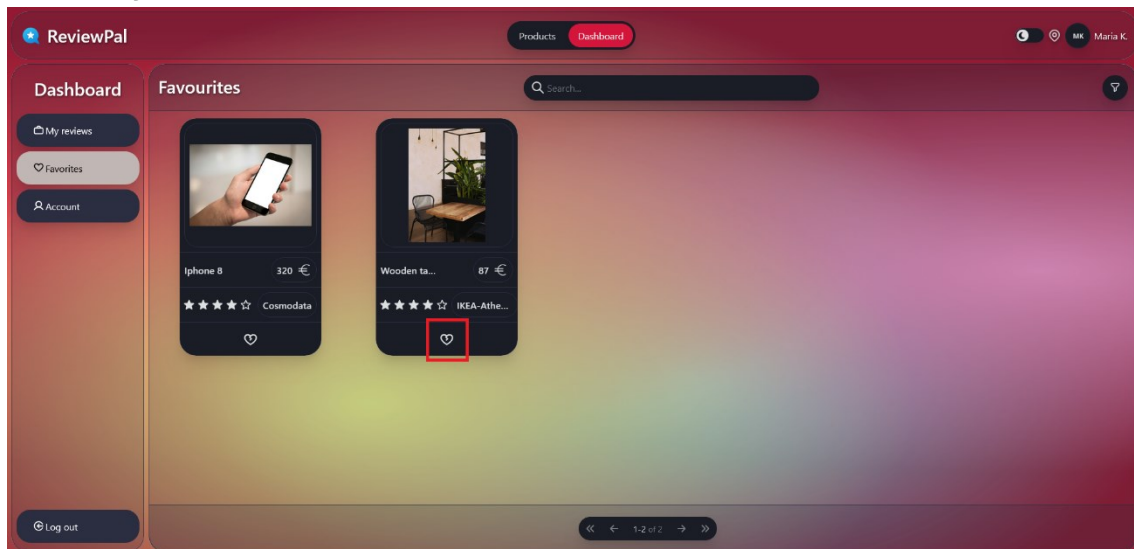 ReviewPal
Products Dashboard
MK Maria K.
Dashboard
My reviews
Favorites
Account
Log out
Favourites
Search...
Iphone 8 320 €
Cosmodata
Wooden ta... 87 €
IKEA-Athe...
1-2 of 2